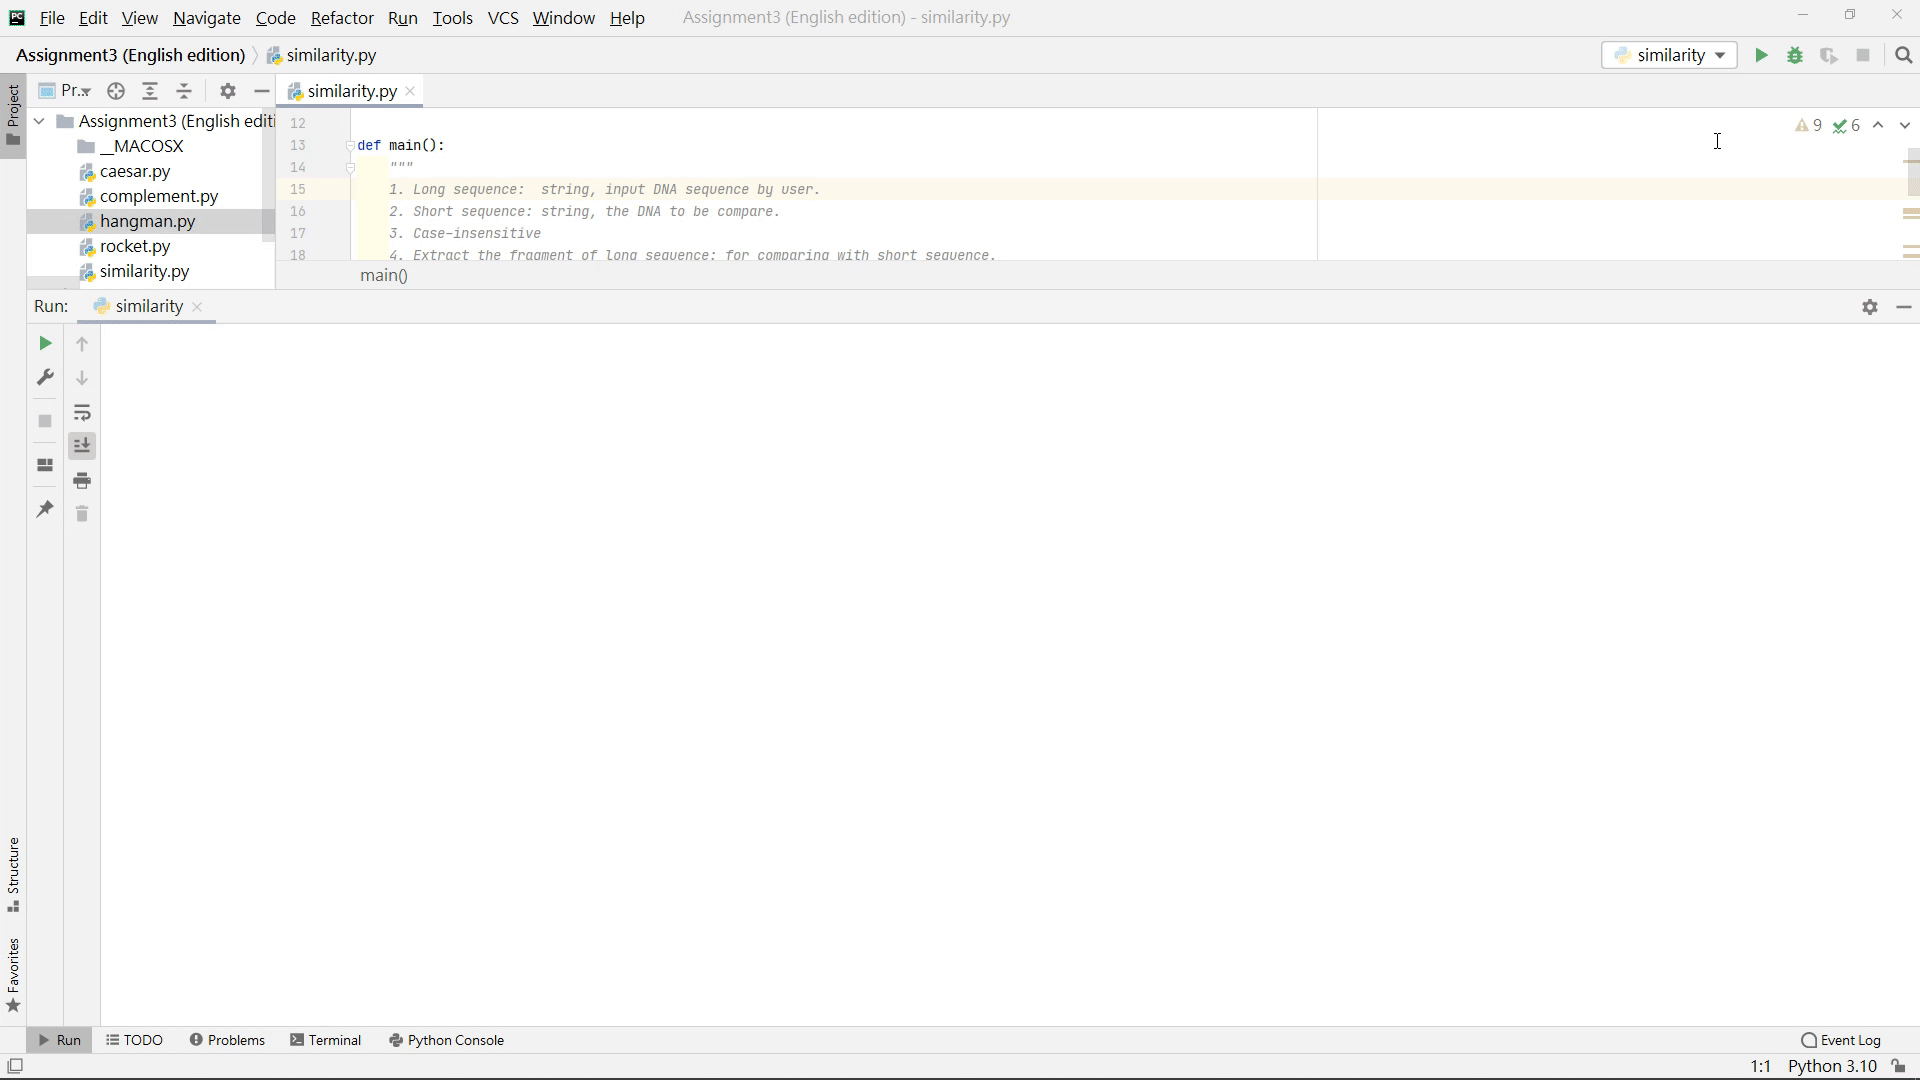 PC File Edit View Navigate Code Refactor Run Tools VCS Window Help Assignment3 (English edition) - similarity.py
Assignment3 (English edition) similarity.py similarity
Project
Pr... similarity.py
Assignment3 (English editi
__MACOSX
caesar.py
complement.py
hangman.py
rocket.py
similarity.py
9 6
12
13 def main():
14 """
15 1. Long sequence:  string, input DNA sequence by user.
16 2. Short sequence: string, the DNA to be compare.
17 3. Case-insensitive
18 4. Extract the fragment of long sequence: for comparing with short sequence.
main()
Run: similarity
Structure
Favorites
Run TODO Problems Terminal Python Console Event Log
1:1 Python 3.10